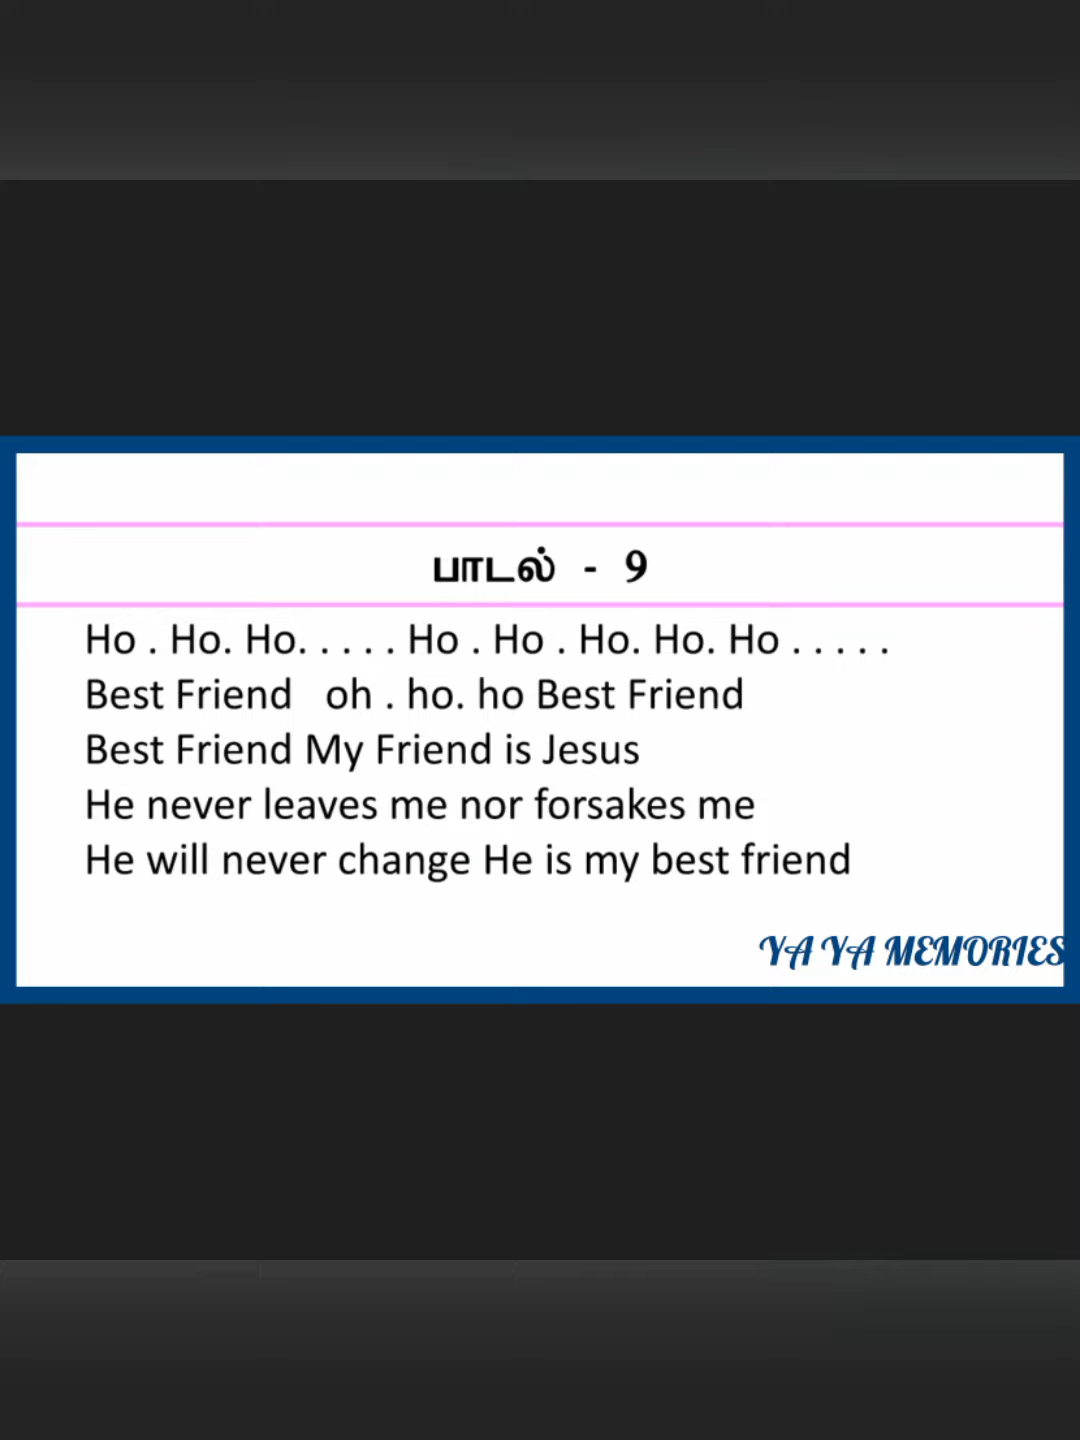 பாடல் - 9
Ho . Ho. Ho. . . . . Ho . Ho . Ho. Ho. Ho . . . . .
Best Friend oh . ho. ho Best Friend
Best Friend My Friend is Jesus
He never leaves me nor forsakes me
He will never change He is my best friend
YA YA MEMORIES